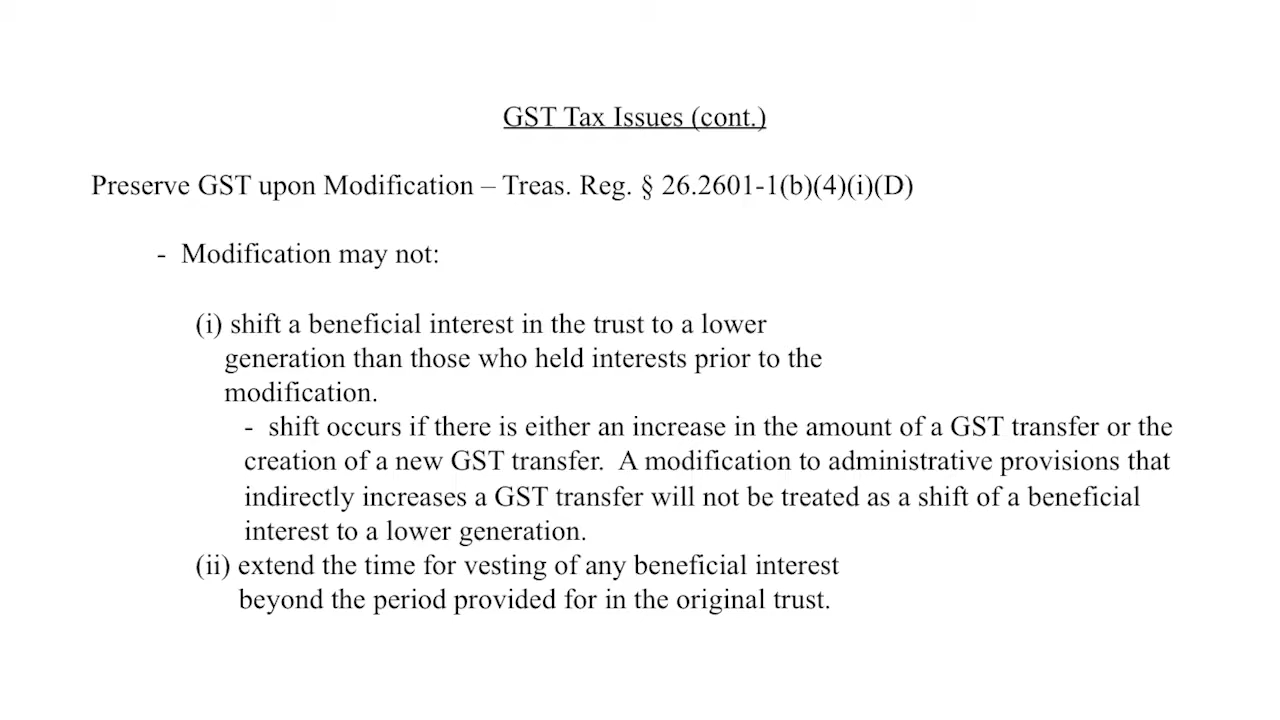 GST Tax Issues (cont.)
Preserve GST upon Modification – Treas. Reg. § 26.2601-1(b)(4)(i)(D)
- Modification may not:
(i) shift a beneficial interest in the trust to a lower
generation than those who held interests prior to the
modification.
- shift occurs if there is either an increase in the amount of a GST transfer or the
creation of a new GST transfer. A modification to administrative provisions that
indirectly increases a GST transfer will not be treated as a shift of a beneficial
interest to a lower generation.
(ii) extend the time for vesting of any beneficial interest
beyond the period provided for in the original trust.